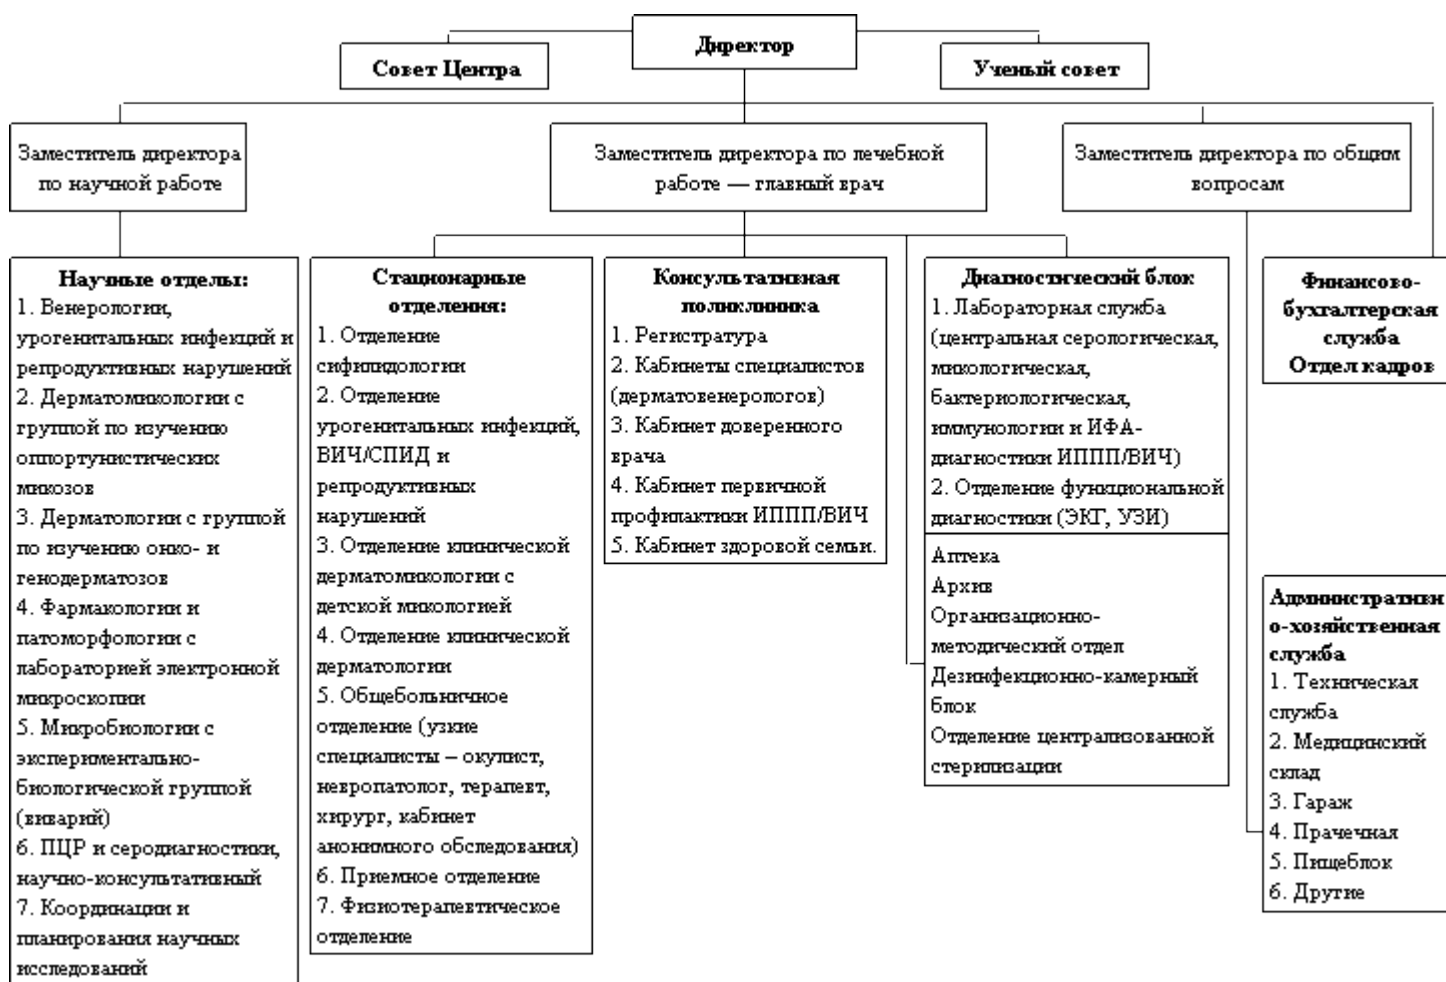 Директор
Совет Центра
Ученый совет
Заместитель директора
по научной работе
Заместитель директора по лечебной
работе — главный врач
Заместитель директора по общим
вопросам
Научные отделы:
1. Венерологии,
урогенитальных инфекций и
репродуктивных нарушений
2. Дерматомикологии с
группой по изучению
оппортунистических
микозов
3. Дерматологии с группой
по изучению онко- и
генодерматозов
4. Фармакологии и
патоморфологии с
лабораторией электронной
микроскопии
5. Микробиологии с
экспериментально-
биологической группой
(виварий)
6. ПЦР и серодиагностики,
научно-консультативный
7. Координации и
планирования научных
исследований
Стационарные
отделения:
1. Отделение
сифилидологии
2. Отделение
урогенитальных инфекций,
ВИЧ/СПИД и
репродуктивных
нарушений
3. Отделение клинической
дерматомикологии с
детской микологией
4. Отделение клинической
дерматологии
5. Общебольничное
отделение (узкие
специалисты – окулист,
невропатолог, терапевт,
хирург, кабинет
анонимного обследования)
6. Приемное отделение
7. Физиотерапевтическое
отделение
Консультативная
поликлиника
1. Регистратура
2. Кабинеты специалистов
(дерматовенерологов)
3. Кабинет доверенного
врача
4. Кабинет первичной
профилактики ИППП/ВИЧ
5. Кабинет здоровой семьи.
Диагностический блок
1. Лабораторная служба
(центральная серологическая,
микологическая,
бактериологическая,
иммунологии и ИФА-
диагностики ИППП/ВИЧ)
2. Отделение функциональной
диагностики (ЭКГ, УЗИ)
Аптека
Архив
Организационно-
методический отдел
Дезинфекционно-камерный
блок
Отделение централизованной
стерилизации
Финансово-
бухгалтерская
служба
Отдел кадров
Административн
о-хозяйственная
служба
1. Техническая
служба
2. Медицинский
склад
3. Гараж
4. Прачечная
5. Пищеблок
6. Другие